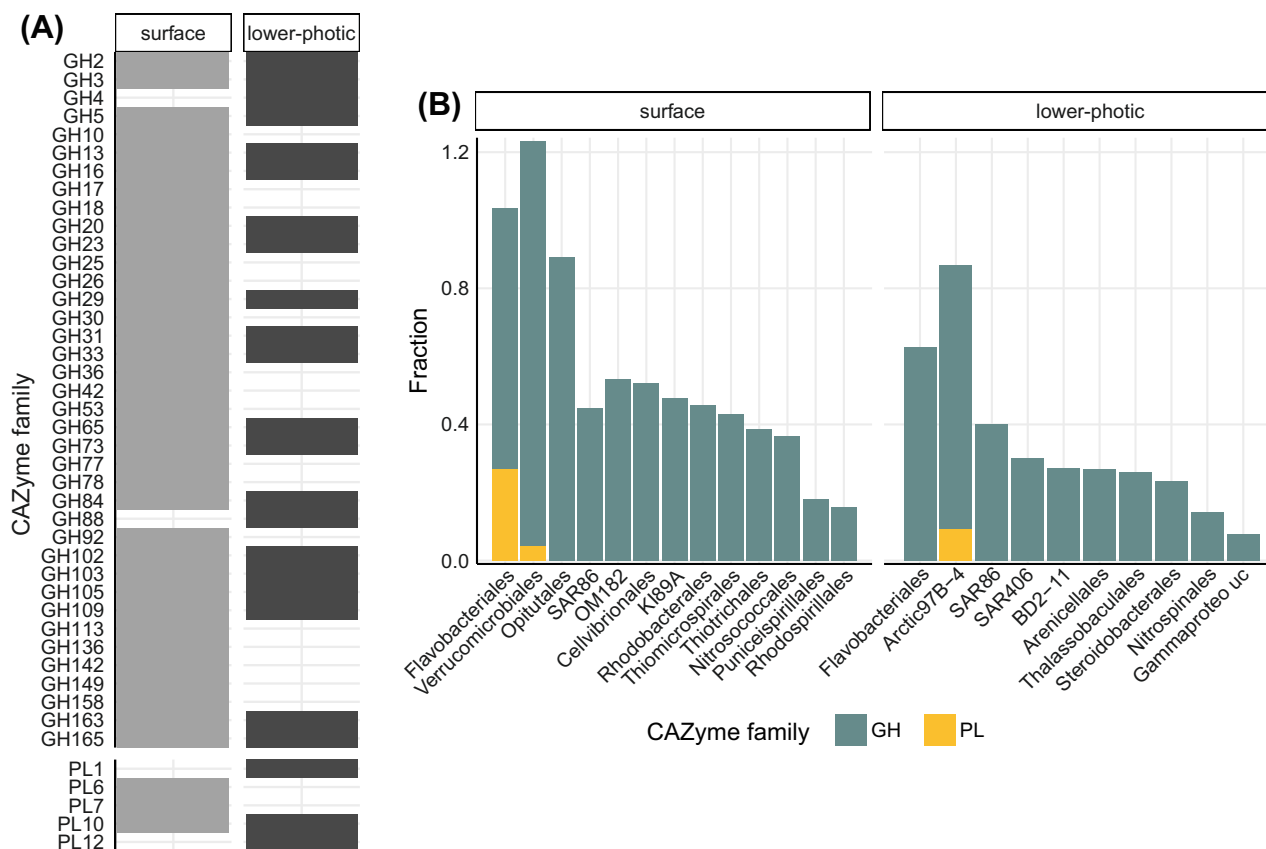 (A)
surface
lower-photic
CAZyme family
GH2
GH3
GH4
GH5
GH10
GH13
GH16
GH17
GH18
GH20
GH23
GH25
GH26
GH29
GH30
GH31
GH33
GH36
GH42
GH53
GH65
GH73
GH77
GH78
GH84
GH88
GH92
GH102
GH103
GH105
GH109
GH113
GH136
GH142
GH149
GH158
GH163
GH165
PL1
PL6
PL7
PL10
PL12
(B)
surface
lower-photic
Fraction
1.2
0.8
0.4
0.0
Flavobacteriales
Verrucomicrobiales
Opitutales
SAR86
OM182
Cellvibrionales
KI89A
Rhodobacterales
Thiomicrospirales
Thiotrichales
Nitrosococcales
Puniceispirillales
Rhodospirillales
Flavobacteriales
Arctic97B−4
SAR86
SAR406
BD2−11
Arenicellales
Thalassobaculales
Steroidobacterales
Nitrospinales
Gammaproteo uc
CAZyme family
GH
PL